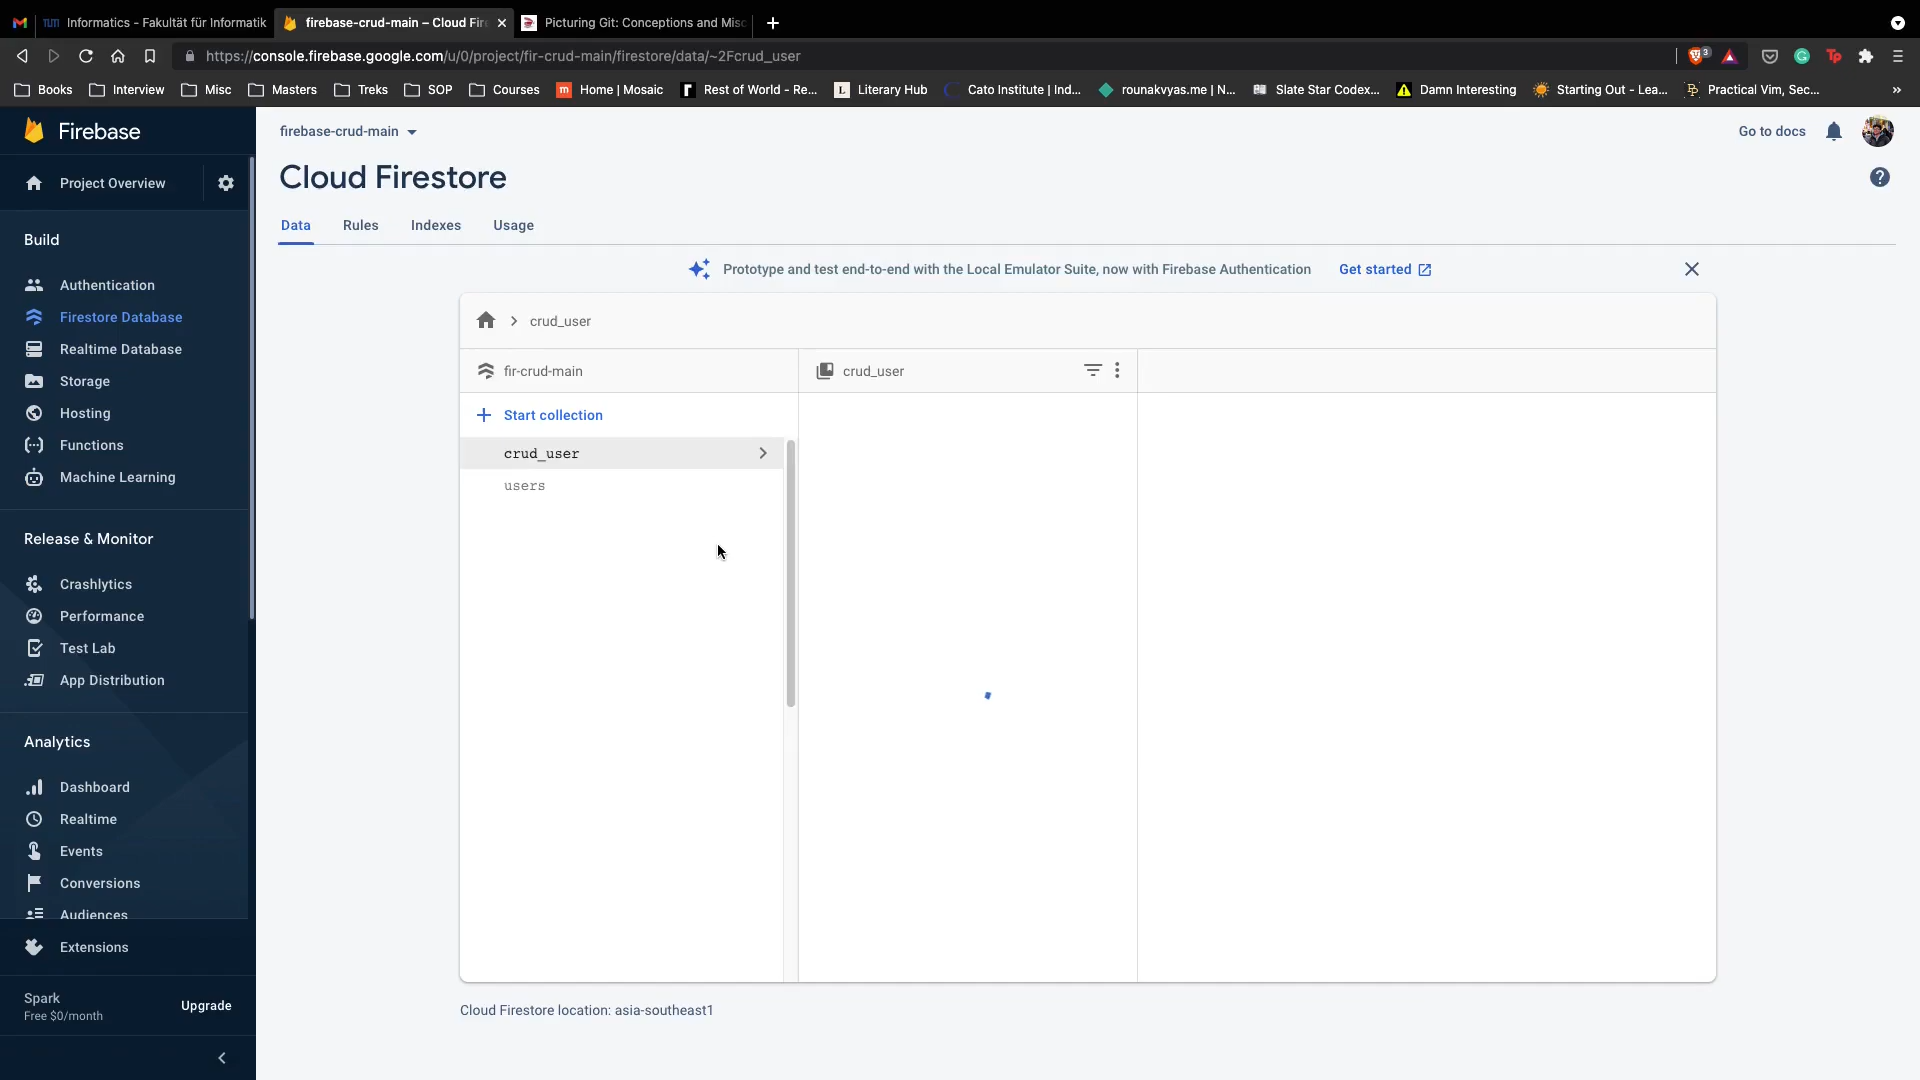 Informatics - Fakultät für Informatik
firebase-crud-main – Cloud Fire
Picturing Git: Conceptions and Misc
https://console.firebase.google.com/u/0/project/fir-crud-main/firestore/data/~2Fcrud_user
3
Books
Interview
Misc
Masters
Treks
SOP
Courses
Home | Mosaic
Rest of World - Re...
Literary Hub
Cato Institute | Ind...
rounakvyas.me | N...
Slate Star Codex...
Damn Interesting
Starting Out - Lea...
Practical Vim, Sec...
Firebase
Project Overview
Build
Authentication
Firestore Database
Realtime Database
Storage
Hosting
Functions
Machine Learning
Release & Monitor
Crashlytics
Performance
Test Lab
App Distribution
Analytics
Dashboard
Realtime
Events
Conversions
Audiences
Extensions
Spark
Free $0/month
Upgrade
firebase-crud-main
Go to docs
Cloud Firestore
Data
Rules
Indexes
Usage
Prototype and test end-to-end with the Local Emulator Suite, now with Firebase Authentication
Get started
crud_user
fir-crud-main
crud_user
Start collection
crud_user
users
Cloud Firestore location: asia-southeast1